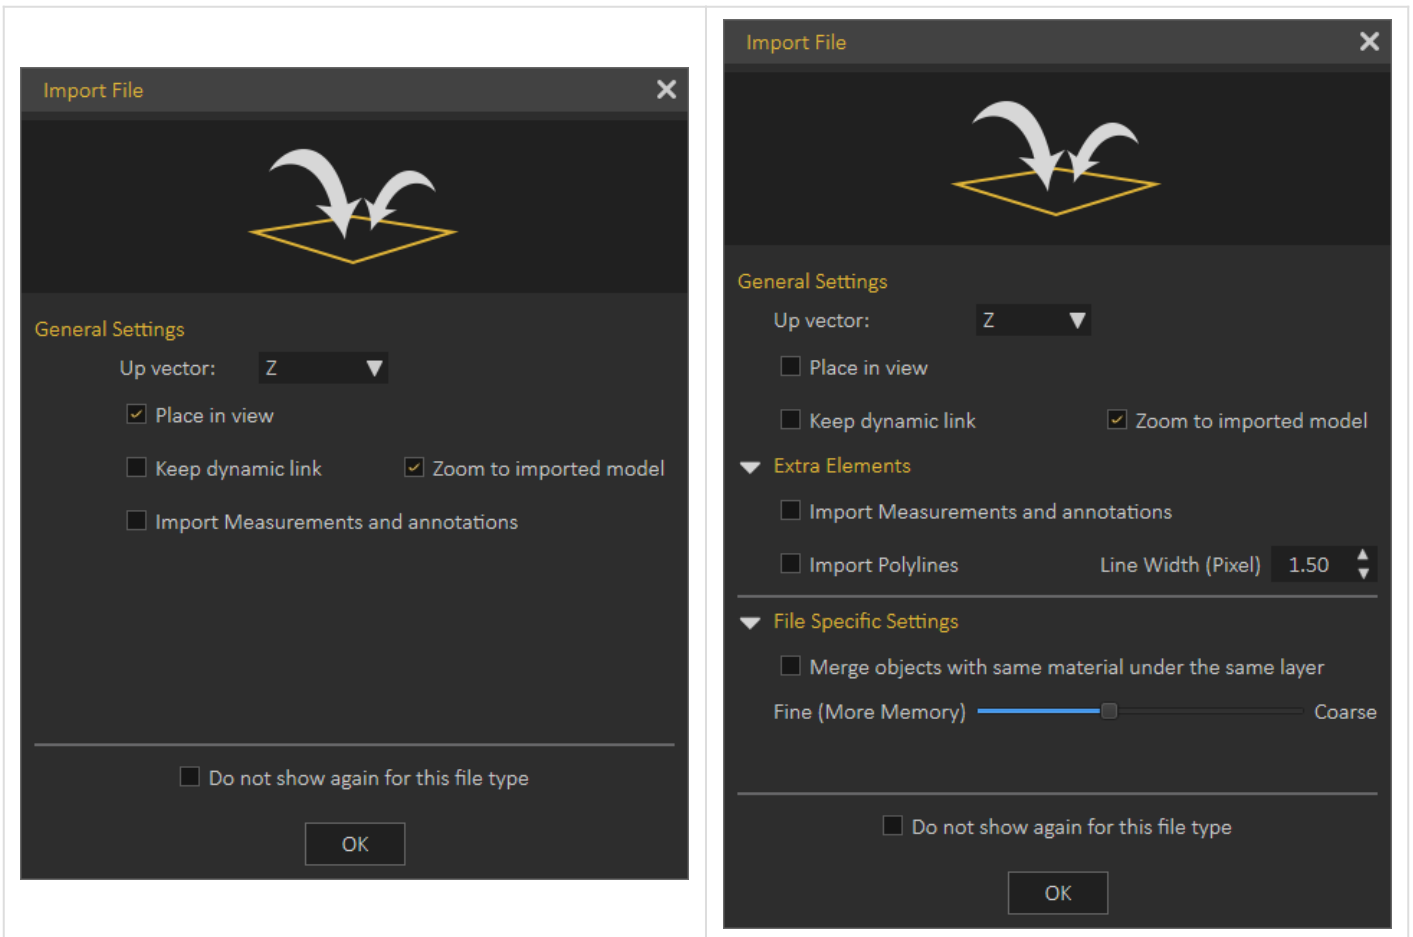 Import File
General Settings
Up vector: Z
Place in view
Keep dynamic link Zoom to imported model
Import Measurements and annotations
Do not show again for this file type
OK
Import File
General Settings
Up vector: Z
Place in view
Keep dynamic link Zoom to imported model
Extra Elements
Import Measurements and annotations
Import Polylines Line Width (Pixel) 1.50
File Specific Settings
Merge objects with same material under the same layer
Fine (More Memory) Coarse
Do not show again for this file type
OK